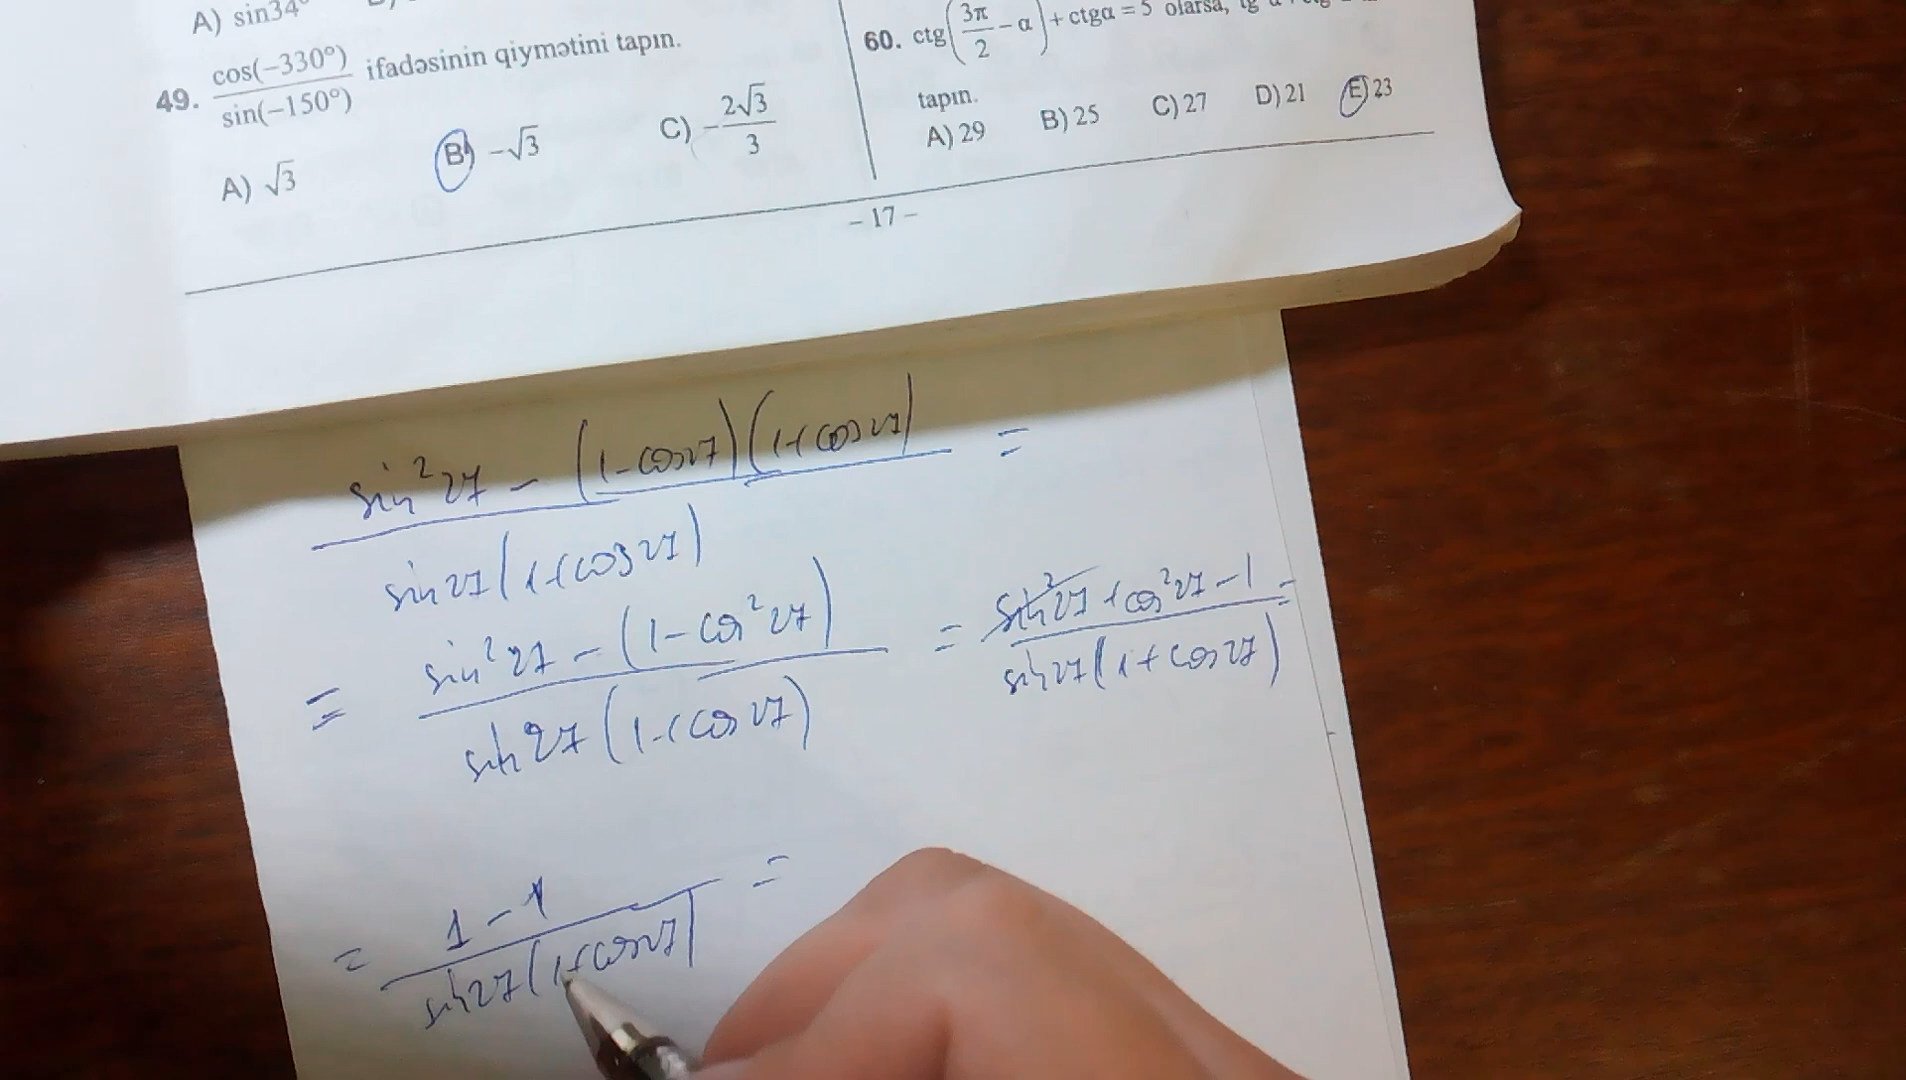 A) sin34°
49. cos(−330°)/sin(−150°) ifadəsinin qiymətini tapın.
A) √3 B) −√3 C) −2√3/3
60. ctg(3π/2 − α) + ctgα = 5 olarsa,
tapın.
A) 29 B) 25 C) 27 D) 21 E) 23
– 17 –
sin²27 − (1−cos27)(1+cos27) =
sin27(1+cos27)
= sin²27 − (1−cos²27) = sin²27+cos²27−1 =
sin27(1+cos27) sin27(1+cos27)
= 1−1 =
sin27(1+cos27)